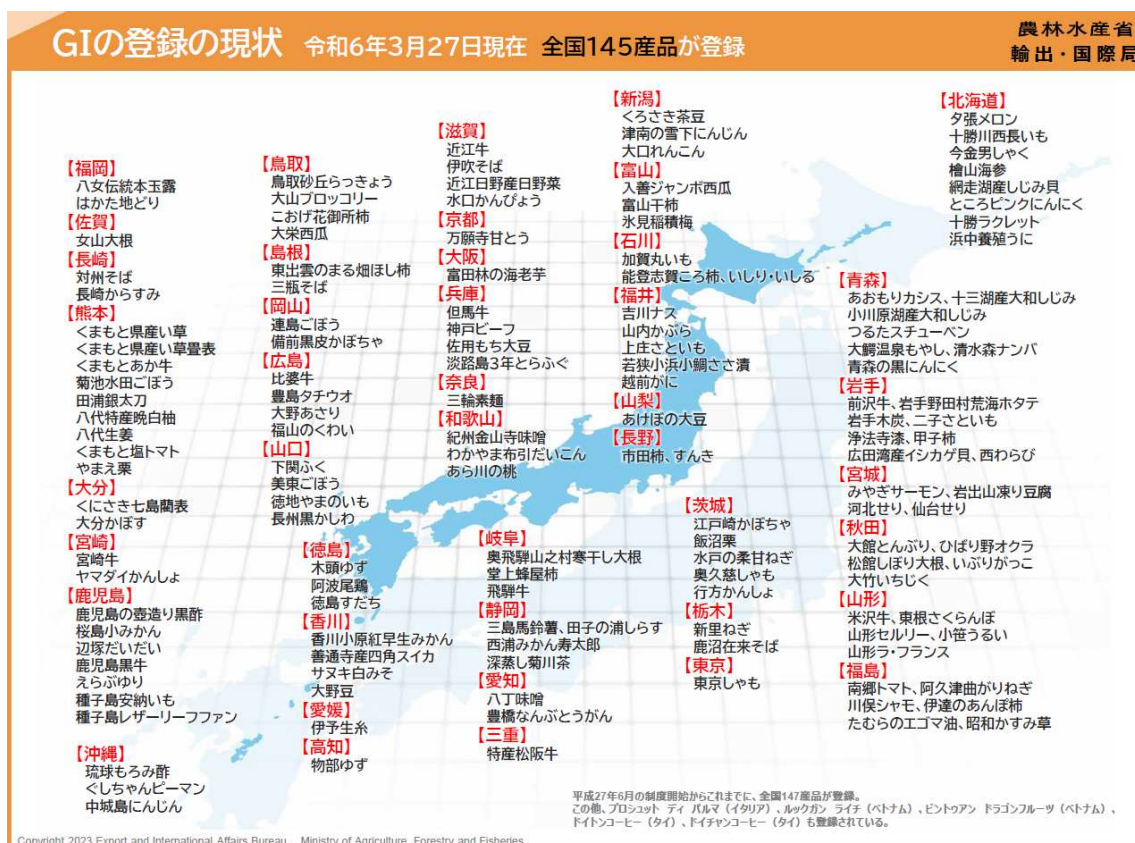 GIの登録の現状 令和6年3月27日現在 全国145産品が登録
農林水産省
輸出・国際局
【福岡】
八女伝統本玉露
はかた地どり
【佐賀】
女山大根
【長崎】
対州そば
長崎からすみ
【熊本】
くまもと県産い草
くまもと県産い草畳表
くまもとあか牛
菊池水田ごぼう
田浦銀太刀
八代特産晩白柚
八代生姜
くまもと塩トマト
やまえ栗
【大分】
くにさき七島藺表
大分かぼす
【宮崎】
宮崎牛
ヤマダイかんしょ
【鹿児島】
鹿児島の壺造り黒酢
桜島小みかん
辺塚だいだい
鹿児島黒牛
えらぶゆり
種子島安納いも
種子島レザーリーフファン
【沖縄】
琉球もろみ酢
ぐしちゃんピーマン
中城島にんじん
【鳥取】
鳥取砂丘らっきょう
大山ブロッコリー
こおげ花御所柿
大栄西瓜
【島根】
東出雲のまる畑ほし柿
三瓶そば
【岡山】
連島ごぼう
備前黒皮かぼちゃ
【広島】
比婆牛
豊島タチウオ
大野あさり
福山のくわい
【山口】
下関ふく
美東ごぼう
徳地やまのいも
長州黒かしわ
【徳島】
木頭ゆず
阿波尾鶏
徳島すだち
【香川】
香川小原紅早生みかん
善通寺産四角スイカ
サヌキ白みそ
大野豆
【愛媛】
伊予生糸
【高知】
物部ゆず
【滋賀】
近江牛
伊吹そば
近江日野産日野菜
水口かんぴょう
【京都】
万願寺甘とう
【大阪】
富田林の海老芋
【兵庫】
但馬牛
神戸ビーフ
佐用もち大豆
淡路島3年とらふぐ
【奈良】
三輪素麺
【和歌山】
紀州金山寺味噌
わかやま布引だいこん
あら川の桃
【岐阜】
奥飛騨山之村寒干し大根
堂上蜂屋柿
飛騨牛
【静岡】
三島馬鈴薯、田子の浦しらす
西浦みかん寿太郎
深蒸し菊川茶
【愛知】
八丁味噌
豊橋なんぶとうがん
【三重】
特産松阪牛
【新潟】
くろさき茶豆
津南の雪下にんじん
大口れんこん
【富山】
入善ジャンボ西瓜
富山干柿
氷見稲積梅
【石川】
加賀丸いも
能登志賀ころ柿、いしり・いしる
【福井】
吉川ナス
山内かぶら
上庄さといも
若狭小浜小鯛ささ漬
越前がに
【山梨】
あけぼの大豆
【長野】
市田柿、すんき
【茨城】
江戸崎かぼちゃ
飯沼栗
水戸の柔甘ねぎ
奥久慈しゃも
行方かんしょ
【栃木】
新里ねぎ
鹿沼在来そば
【東京】
東京しゃも
【北海道】
夕張メロン
十勝川西長いも
今金男しゃく
檜山海参
網走湖産しじみ貝
ところピンクにんにく
十勝ラクレット
浜中養殖うに
【青森】
あおもりカシス、十三湖産大和しじみ
小川原湖産大和しじみ
つるたスチューベン
大鰐温泉もやし、清水森ナンバ
青森の黒にんにく
【岩手】
前沢牛、岩手野田村荒海ホタテ
岩手木炭、二子さといも
浄法寺漆、甲子柿
広田湾産イシカゲ貝、西わらび
【宮城】
みやぎサーモン、岩出山凍り豆腐
河北せり、仙台せり
【秋田】
大館とんぶり、ひばり野オクラ
松館しぼり大根、いぶりがっこ
大竹いちじく
【山形】
米沢牛、東根さくらんぼ
山形セルリー、小笹うるい
山形ラ・フランス
【福島】
南郷トマト、阿久津曲がりねぎ
川俣シャモ、伊達のあんぽ柿
たむらのエゴマ油、昭和かすみ草
平成27年6月の制度開始からこれまでに、全国147産品が登録。
この他、プロシュット ディ パルマ（イタリア）、ルックガン ライチ（ベトナム）、ビントゥアン ドラゴンフルーツ（ベトナム）、
ドイトンコーヒー（タイ）、ドイチャンコーヒー（タイ）も登録されている。
Copyright 2023 Export and International Affairs Bureau Ministry of Agriculture, Forestry and Fisheries